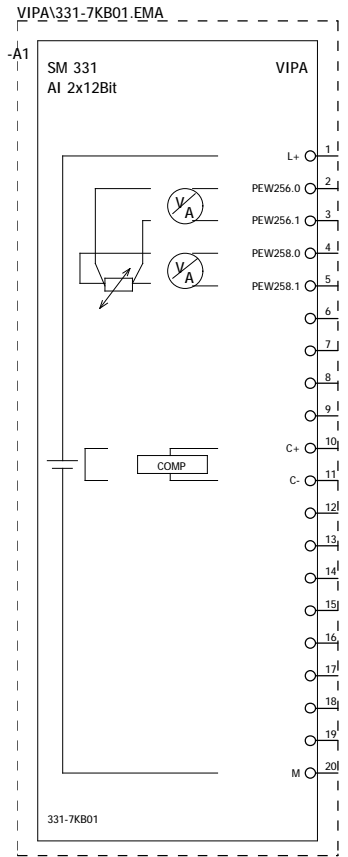 VIPA\331-7KB01.EMA
-A1
SM 331 VIPA
AI 2x12Bit
L+ 1
PEW256.0 2
V A
PEW256.1 3
PEW258.0 4
V A
PEW258.1 5
6
7
8
9
C+ 10
COMP
C- 11
12
13
14
15
16
17
18
19
M 20
331-7KB01